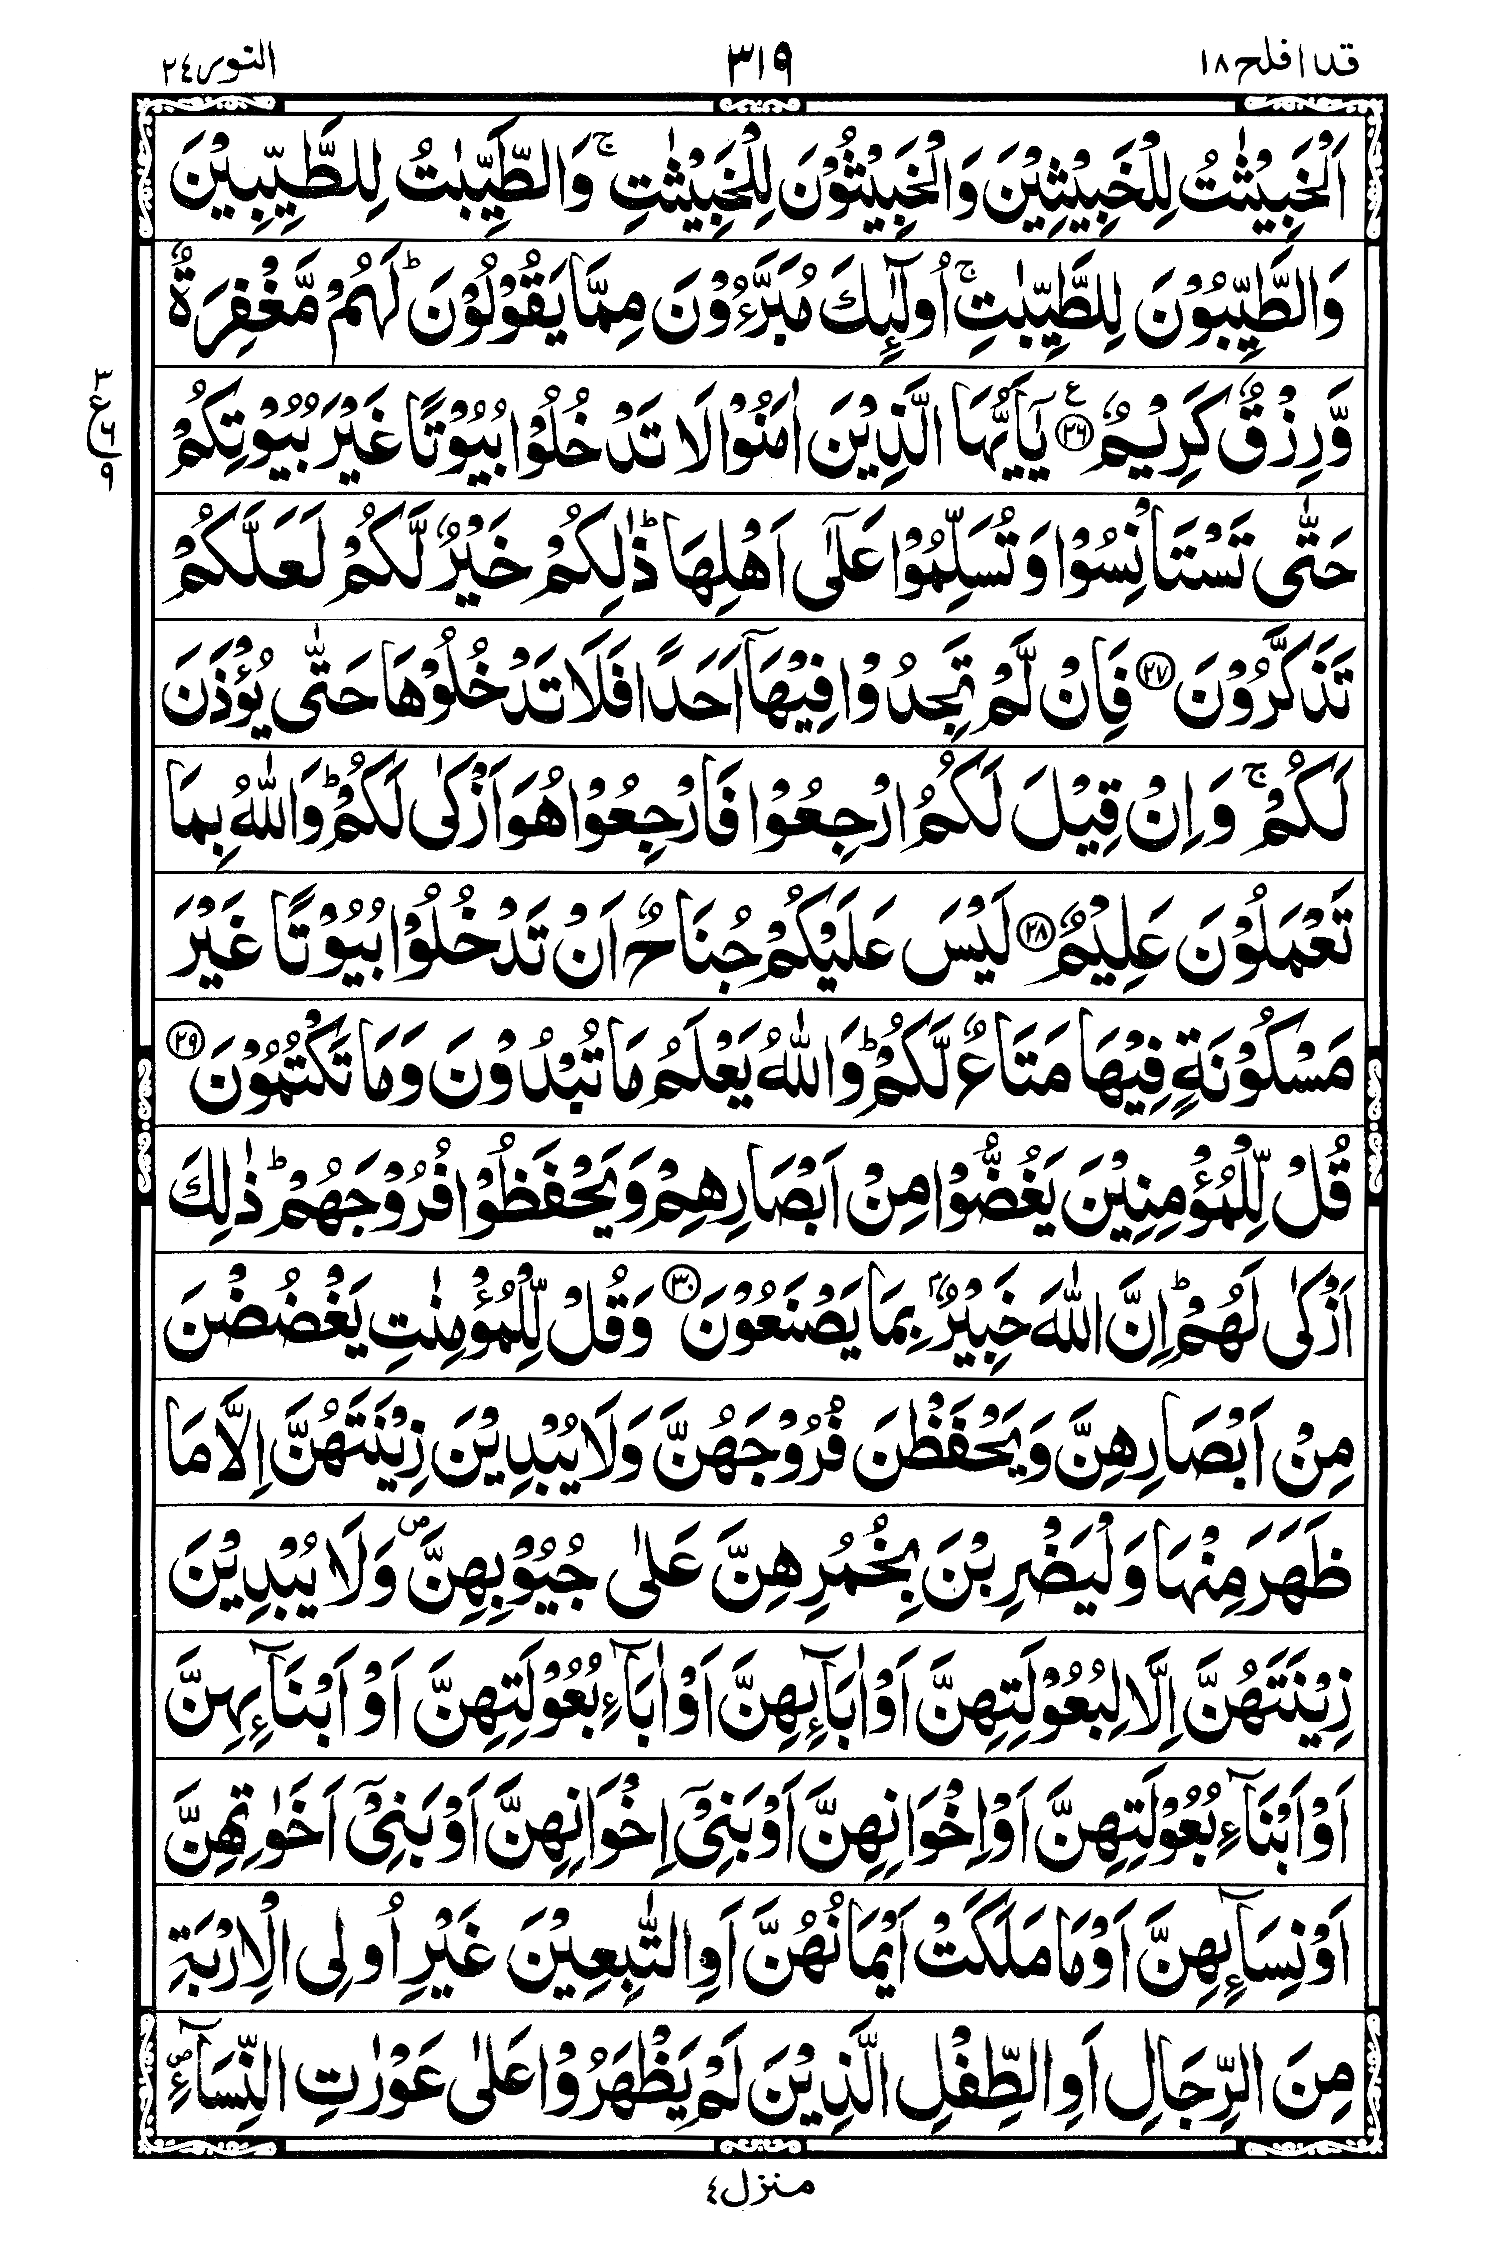 قد افلح ١٨
٣١٩
النور ٢٤
اَلْخَبِيْثٰتُ لِلْخَبِيْثِيْنَ وَالْخَبِيْثُوْنَ لِلْخَبِيْثٰتِ ۚ وَالطَّيِّبٰتُ لِلطَّيِّبِيْنَ
وَالطَّيِّبُوْنَ لِلطَّيِّبٰتِ ۚ اُولٰٓئِكَ مُبَرَّءُوْنَ مِمَّا يَقُوْلُوْنَ ؕ لَهُمْ مَّغْفِرَةٌ
وَّرِزْقٌ كَرِيْمٌ ﴿٢٦﴾ ع يٰۤاَيُّهَا الَّذِيْنَ اٰمَنُوْا لَا تَدْخُلُوْا بُيُوْتًا غَيْرَ بُيُوْتِكُمْ
٣
ع
٦
٩
حَتّٰى تَسْتَاْنِسُوْا وَتُسَلِّمُوْا عَلٰٓى اَهْلِهَا ؕ ذٰلِكُمْ خَيْرٌ لَّكُمْ لَعَلَّكُمْ
تَذَكَّرُوْنَ ﴿٢٧﴾ فَاِنْ لَّمْ تَجِدُوْا فِيْهَاۤ اَحَدًا فَلَا تَدْخُلُوْهَا حَتّٰى يُؤْذَنَ
لَكُمْ ۚ وَاِنْ قِيْلَ لَكُمُ ارْجِعُوْا فَارْجِعُوْا هُوَ اَزْكٰى لَكُمْ ؕ وَاللّٰهُ بِمَا
تَعْمَلُوْنَ عَلِيْمٌ ﴿٢٨﴾ لَيْسَ عَلَيْكُمْ جُنَاحٌ اَنْ تَدْخُلُوْا بُيُوْتًا غَيْرَ
مَسْكُوْنَةٍ فِيْهَا مَتَاعٌ لَّكُمْ ؕ وَاللّٰهُ يَعْلَمُ مَا تُبْدُوْنَ وَمَا تَكْتُمُوْنَ ﴿٢٩﴾
قُلْ لِّلْمُؤْمِنِيْنَ يَغُضُّوْا مِنْ اَبْصَارِهِمْ وَيَحْفَظُوْا فُرُوْجَهُمْ ؕ ذٰلِكَ
اَزْكٰى لَهُمْ ؕ اِنَّ اللّٰهَ خَبِيْرٌۢ بِمَا يَصْنَعُوْنَ ﴿٣٠﴾ وَقُلْ لِّلْمُؤْمِنٰتِ يَغْضُضْنَ
مِنْ اَبْصَارِهِنَّ وَيَحْفَظْنَ فُرُوْجَهُنَّ وَلَا يُبْدِيْنَ زِيْنَتَهُنَّ اِلَّا مَا
ظَهَرَ مِنْهَا وَلْيَضْرِبْنَ بِخُمُرِهِنَّ عَلٰى جُيُوْبِهِنَّ ۪ وَلَا يُبْدِيْنَ
زِيْنَتَهُنَّ اِلَّا لِبُعُوْلَتِهِنَّ اَوْ اٰبَآئِهِنَّ اَوْ اٰبَآءِ بُعُوْلَتِهِنَّ اَوْ اَبْنَآئِهِنَّ
اَوْ اَبْنَآءِ بُعُوْلَتِهِنَّ اَوْ اِخْوَانِهِنَّ اَوْ بَنِىْۤ اِخْوَانِهِنَّ اَوْ بَنِىْۤ اَخَوٰتِهِنَّ
اَوْ نِسَآئِهِنَّ اَوْ مَا مَلَكَتْ اَيْمَانُهُنَّ اَوِ التّٰبِعِيْنَ غَيْرِ اُولِى الْاِرْبَةِ
مِنَ الرِّجَالِ اَوِ الطِّفْلِ الَّذِيْنَ لَمْ يَظْهَرُوْا عَلٰى عَوْرٰتِ النِّسَآءِ ۪
منزل ٤